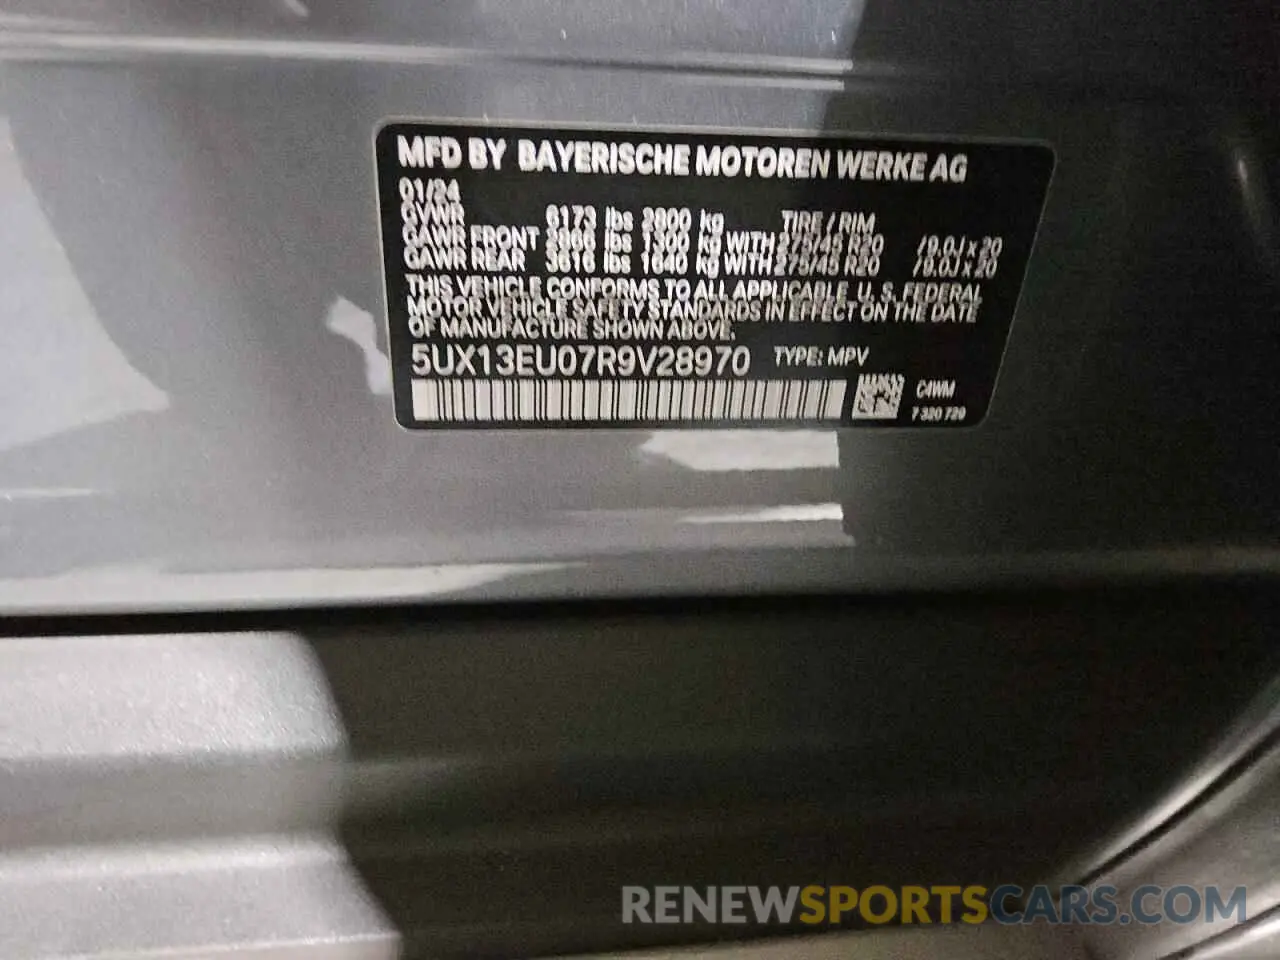 MFD BY BAYERISCHE MOTOREN WERKE AG
01/24
GVWR 6173 lbs 2800 kg TIRE / RIM
GAWR FRONT 2866 lbs 1300 kg WITH 275/45 R20 /9.0J x 20
GAWR REAR 3616 lbs 1640 kg WITH 275/45 R20 /9.0J x 20
THIS VEHICLE CONFORMS TO ALL APPLICABLE U. S. FEDERAL
MOTOR VEHICLE SAFETY STANDARDS IN EFFECT ON THE DATE
OF MANUFACTURE SHOWN ABOVE.
5UX13EU07R9V28970 TYPE: MPV
C4WM
7 320 729
RENEWSPORTSCARS.COM